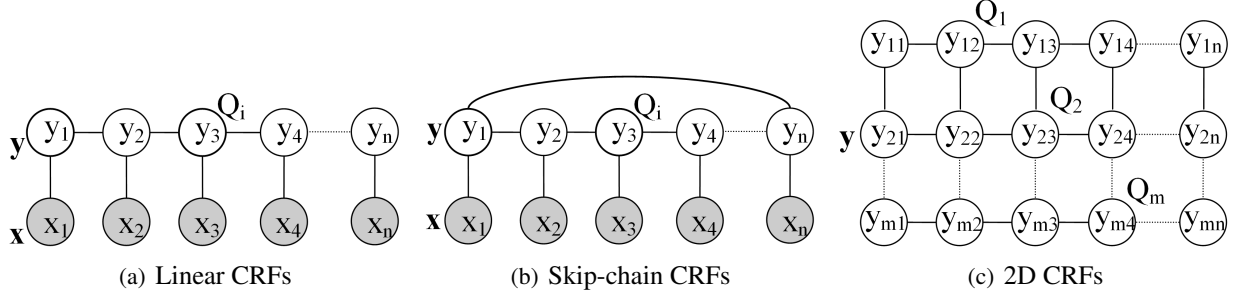 Qᵢ
y y₁ y₂ y₃ y₄ yₙ
x x₁ x₂ x₃ x₄ xₙ
(a) Linear CRFs
Qᵢ
y y₁ y₂ y₃ y₄ yₙ
x x₁ x₂ x₃ x₄ xₙ
(b) Skip-chain CRFs
Q₁
y₁₁ y₁₂ y₁₃ y₁₄ y₁ₙ
Q₂
y y₂₁ y₂₂ y₂₃ y₂₄ y₂ₙ
Qₘ
yₘ₁ yₘ₂ yₘ₃ yₘ₄ yₘₙ
(c) 2D CRFs